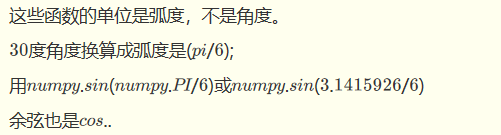 这些函数的单位是弧度，不是角度。
30度角度换算成弧度是(pi/6);
用numpy.sin(numpy.PI/6)或numpy.sin(3.1415926/6)
余弦也是cos..